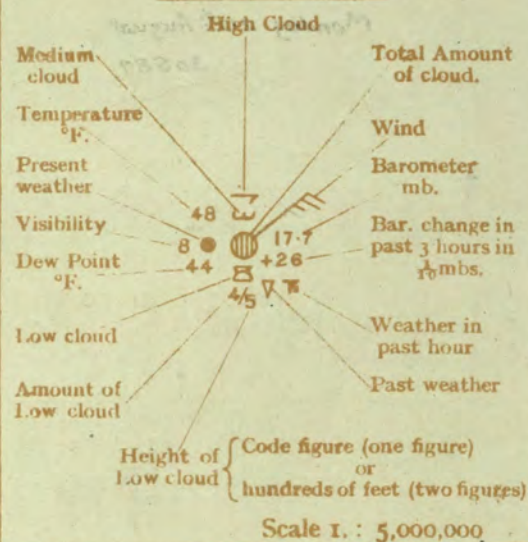 High Cloud
Medium
cloud
Total Amount
of cloud.
Temperature
°F.
Wind
Present
weather
Barometer
mb.
48
Visibility
8
17·7
Bar. change in
past 3 hours in
1/10 mbs.
Dew Point
°F.
44
+26
4/5
Low cloud
Weather in
past hour
Amount of
Low cloud
Past weather
Height of
Low cloud
Code figure (one figure)
or
hundreds of feet (two figures)
Scale 1. : 5,000,000